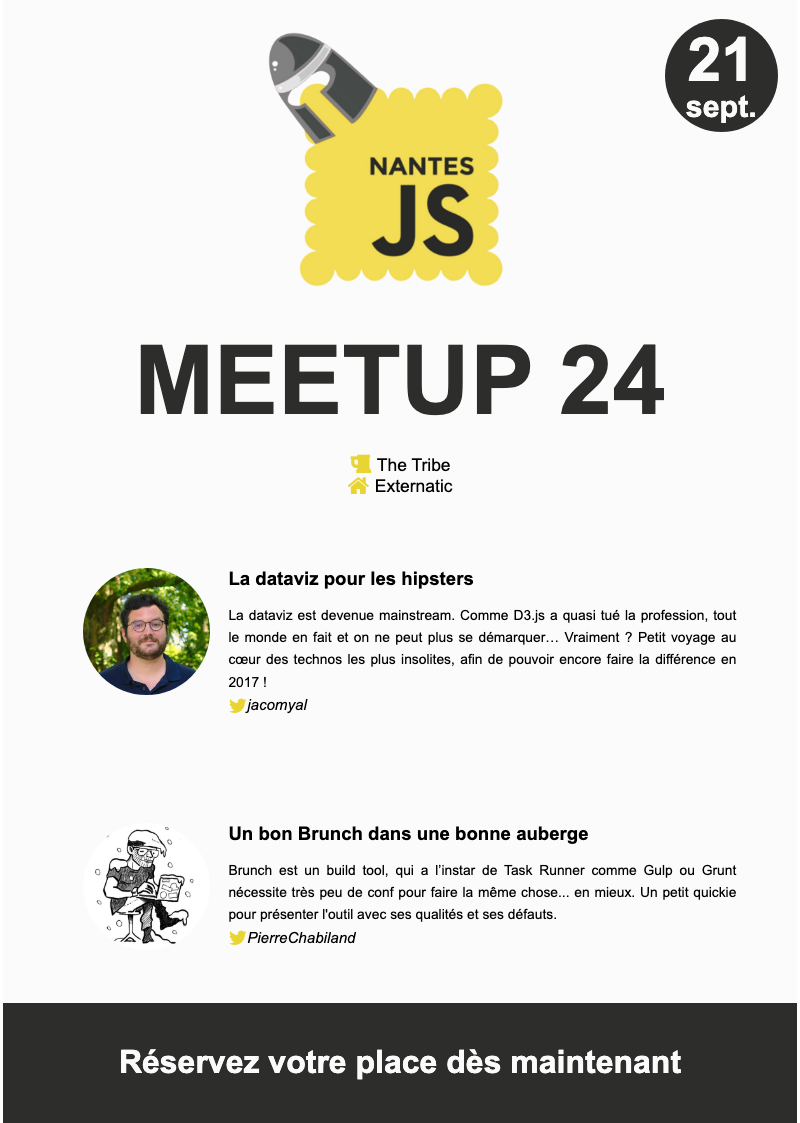 21
sept.
NANTES
JS
MEETUP 24
The Tribe
Externatic
La dataviz pour les hipsters
La dataviz est devenue mainstream. Comme D3.js a quasi tué la profession, tout
le monde en fait et on ne peut plus se démarquer… Vraiment ? Petit voyage au
cœur des technos les plus insolites, afin de pouvoir encore faire la différence en
2017 !
jacomyal
Un bon Brunch dans une bonne auberge
Brunch est un build tool, qui a l’instar de Task Runner comme Gulp ou Grunt
nécessite très peu de conf pour faire la même chose... en mieux. Un petit quickie
pour présenter l'outil avec ses qualités et ses défauts.
PierreChabiland
Réservez votre place dès maintenant